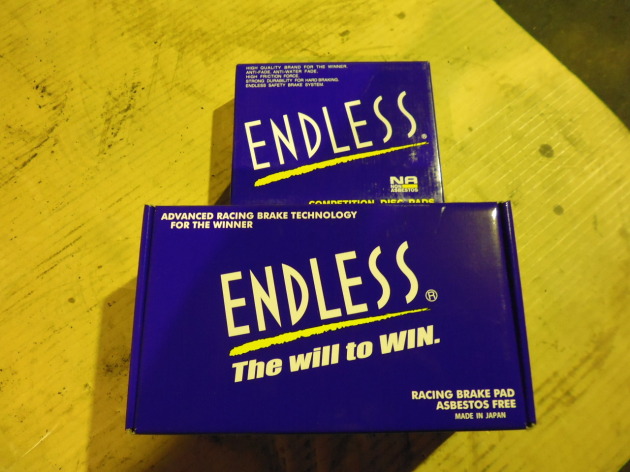 HIGH QUALITY BRAND FOR THE WINNER.
ANTI-FADE, ANTI-WATER FADE.
HIGH FRICTION FORCE.
STRONG DURABILITY FOR HARD BRAKING.
ENDLESS SAFETY BRAKE SYSTEM
ENDLESS®
NA
NON
ASBESTOS
COMPETITION DISC PADS
ADVANCED RACING BRAKE TECHNOLOGY
FOR THE WINNER
ENDLESS®
The will to WIN.
RACING BRAKE PAD
ASBESTOS FREE
MADE IN JAPAN